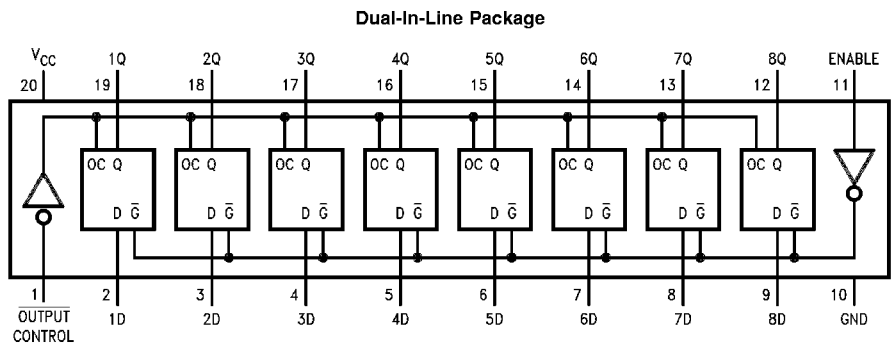 Dual-In-Line Package
VCC 1Q 2Q 3Q 4Q 5Q 6Q 7Q 8Q ENABLE
20 19 18 17 16 15 14 13 12 11
OC Q OC Q OC Q OC Q OC Q OC Q OC Q OC Q
D G̅ D G̅ D G̅ D G̅ D G̅ D G̅ D G̅ D G̅
1 2 3 4 5 6 7 8 9 10
OUTPUT 1D 2D 3D 4D 5D 6D 7D 8D GND
CONTROL